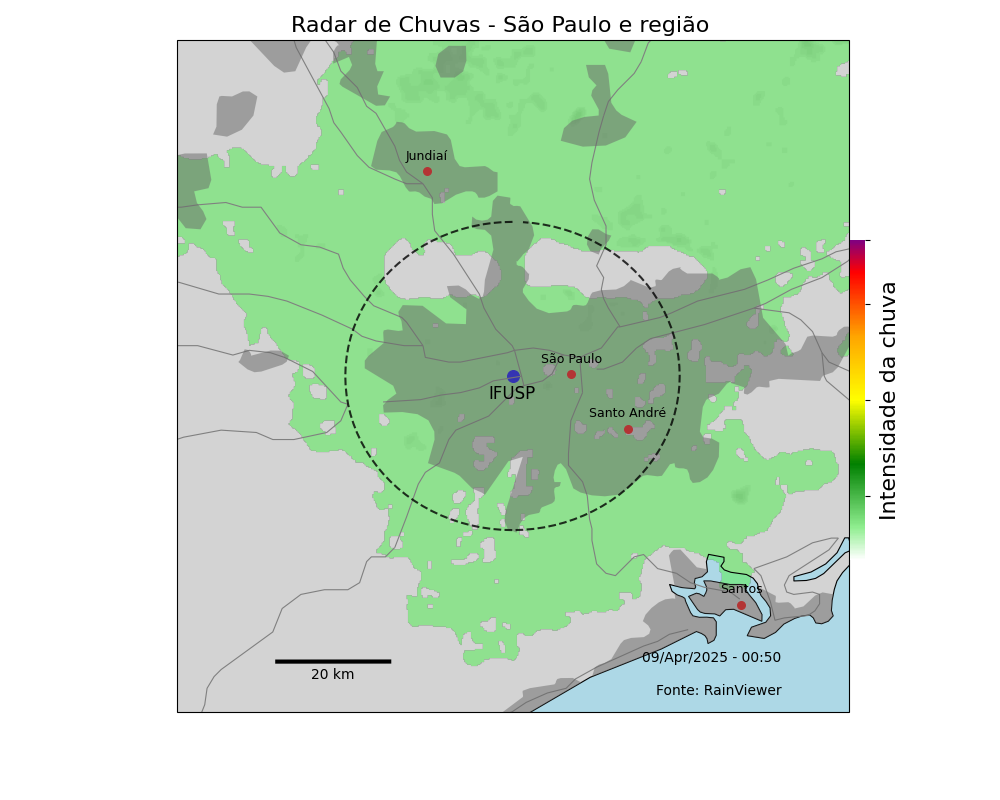 Radar de Chuvas - São Paulo e região
Jundiaí
São Paulo
IFUSP
Santo André
Intensidade da chuva
Santos
09/Apr/2025 - 00:50
20 km
Fonte: RainViewer